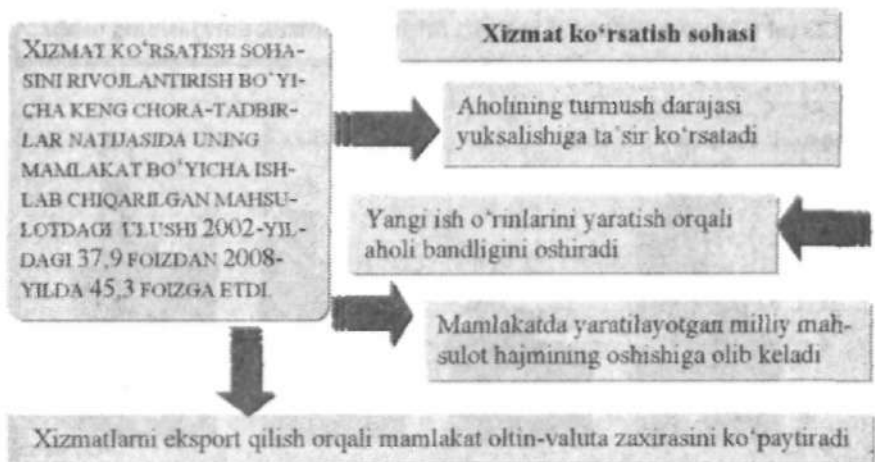 Xizmat ko‘rsatish sohasi
XIZMAT KO‘RSATISH SOHA-
SINI RIVOJLANTIRISH BO‘YI-
CHA KENG CHORA-TADBIR-
LAR NATIJASIDA UNING
MAMLAKAT BO‘YICHA ISH-
LAB CHIQARILGAN MAHSU-
LOTDAGI ULUSHI 2002-YIL-
DAGI 37,9 FOIZDAN 2008-
YILDA 45,3 FOIZGA ETDI.
Aholining turmush darajasi
yuksalishiga ta`sir ko‘rsatadi
Yangi ish o‘rinlarini yaratish orqali
aholi bandligini oshiradi
Mamlakatda yaratilayotgan milliy mah-
sulot hajmining oshishiga olib keladi
Xizmatlarni eksport qilish orqali mamlakat oltin-valuta zaxirasini ko‘paytiradi